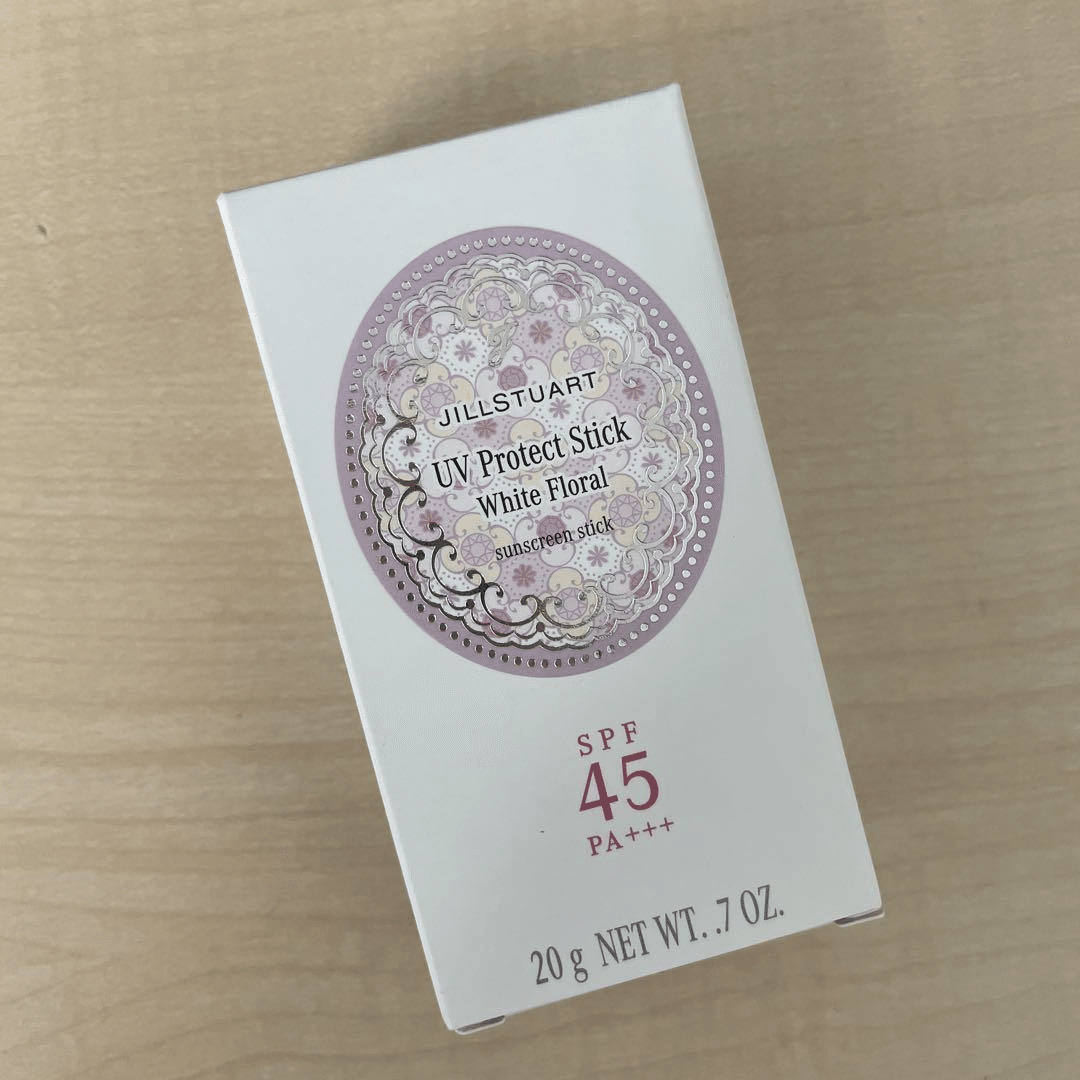 JILLSTUART
UV Protect Stick
White Floral
sunscreen stick
SPF
45
PA+++
20 g NET WT. .7 OZ.